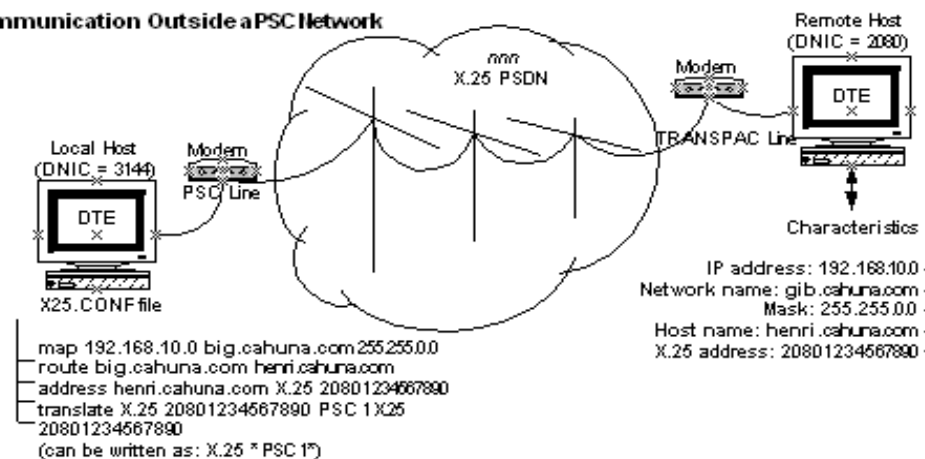 mmunication Outside a PSC Network
Remote Host
(DNIC = 2080)
X.25 PSDN
Modem
DTE
TRANSPAC Line
Local Host
(DNIC = 3144)
Modem
PSC Line
DTE
X25.CONF file
Characteristics
IP address: 192.168.10.0
Network name: gib.cahuna.com
Mask: 255.255.0.0
Host name: henri.cahuna.com
X.25 address: 20801234567890
map 192.168.10.0 big.cahuna.com 255.255.0.0
route big.cahuna.com henri.cahuna.com
address henri.cahuna.com X.25 20801234567890
translate X.25 20801234567890 PSC 1 X25
20801234567890
(can be written as: X.25 * PSC 1*)